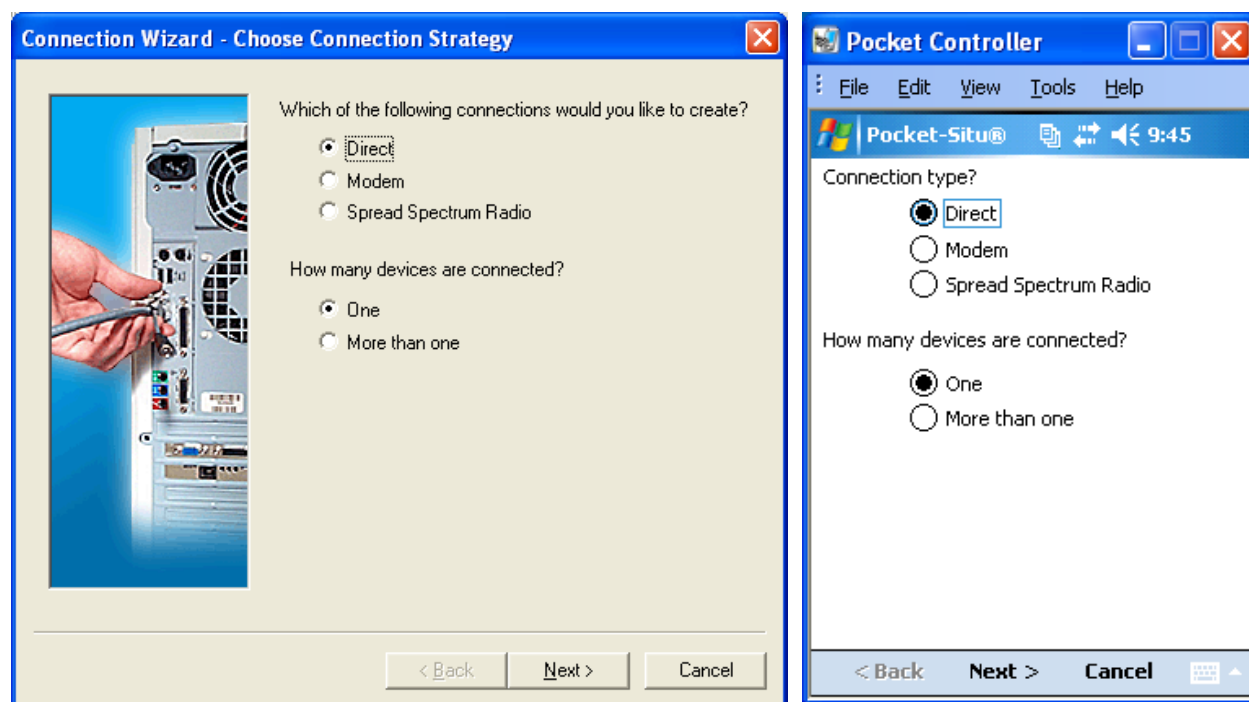 Connection Wizard - Choose Connection Strategy
Which of the following connections would you like to create?
Direct
Modem
Spread Spectrum Radio
How many devices are connected?
One
More than one
< Back Next > Cancel
Pocket Controller
File Edit View Tools Help
Pocket-Situ® 9:45
Connection type?
Direct
Modem
Spread Spectrum Radio
How many devices are connected?
One
More than one
< Back Next > Cancel